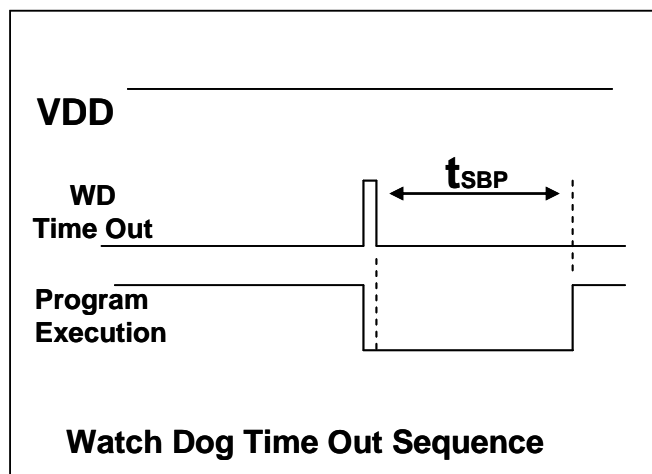 VDD
tSBP
WD
Time Out
Program
Execution
Watch Dog Time Out Sequence